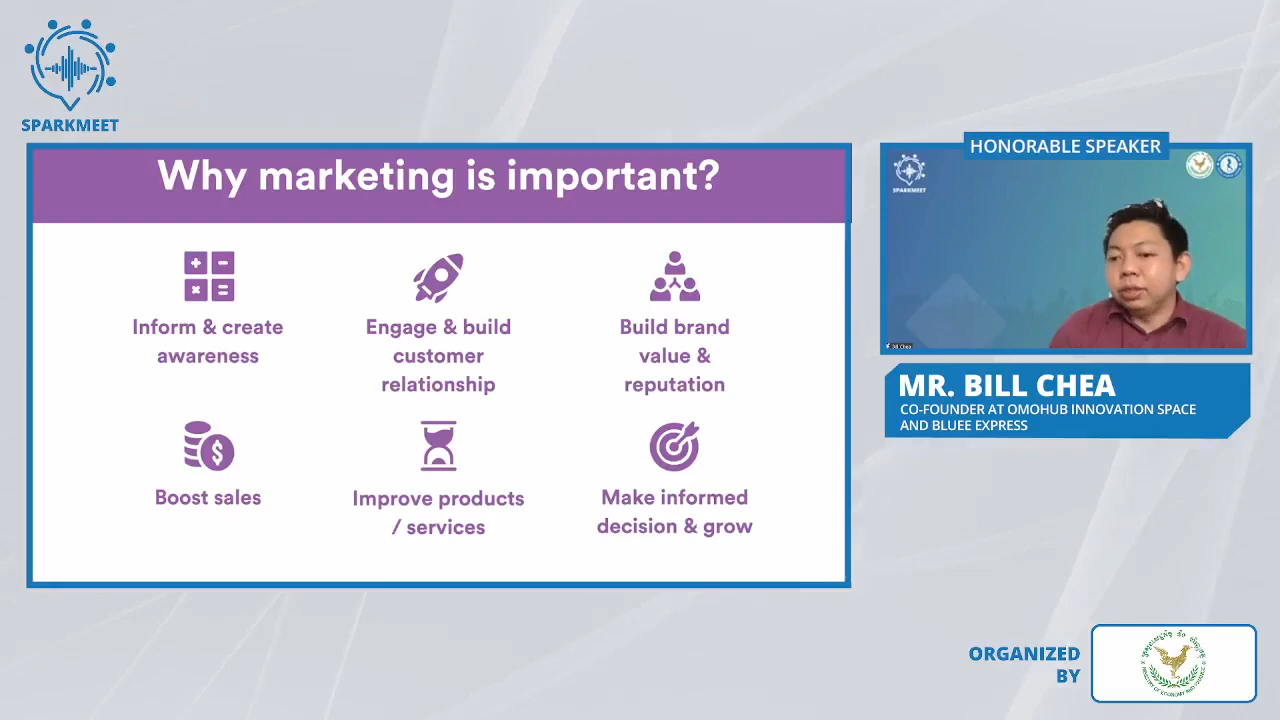 SPARKMEET
Why marketing is important?
Inform & create
awareness
Engage & build
customer
relationship
Build brand
value &
reputation
$
Boost sales
Improve products
/ services
Make informed
decision & grow
HONORABLE SPEAKER
SPARKMEET
Bill Chea
MR. BILL CHEA
CO-FOUNDER AT OMOHUB INNOVATION SPACE
AND BLUEE EXPRESS
ORGANIZED
BY